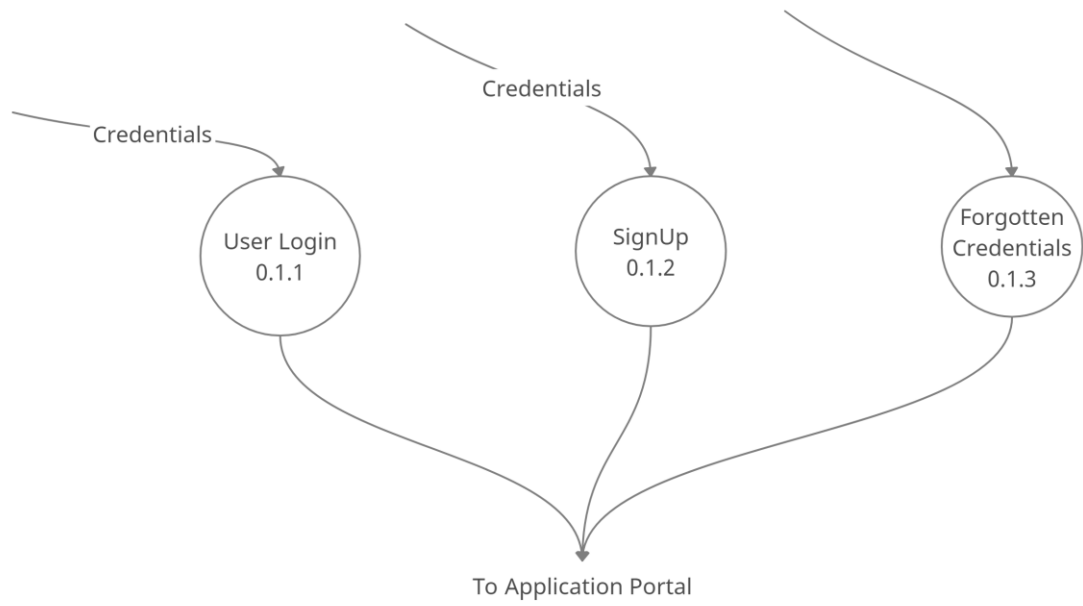 Credentials
Credentials
User Login
0.1.1
SignUp
0.1.2
Forgotten
Credentials
0.1.3
To Application Portal